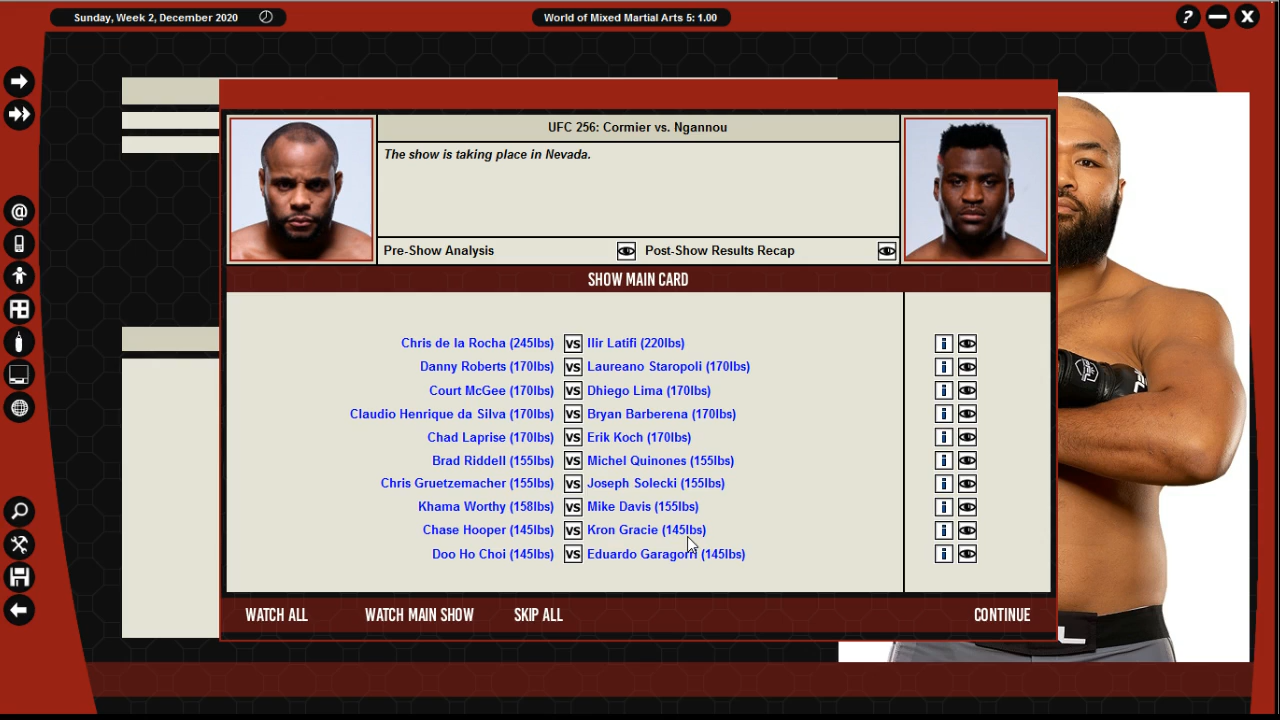 Sunday, Week 2, December 2020
World of Mixed Martial Arts 5: 1.00
?
X
UFC 256: Cormier vs. Ngannou
The show is taking place in Nevada.
Pre-Show Analysis
Post-Show Results Recap
SHOW MAIN CARD
Chris de la Rocha (245lbs) VS Ilir Latifi (220lbs) i
Danny Roberts (170lbs) VS Laureano Staropoli (170lbs) i
Court McGee (170lbs) VS Dhiego Lima (170lbs) i
Claudio Henrique da Silva (170lbs) VS Bryan Barberena (170lbs) i
Chad Laprise (170lbs) VS Erik Koch (170lbs) i
Brad Riddell (155lbs) VS Michel Quinones (155lbs) i
Chris Gruetzemacher (155lbs) VS Joseph Solecki (155lbs) i
Khama Worthy (158lbs) VS Mike Davis (155lbs) i
Chase Hooper (145lbs) VS Kron Gracie (145lbs) i
Doo Ho Choi (145lbs) VS Eduardo Garagorri (145lbs) i
WATCH ALL
WATCH MAIN SHOW
SKIP ALL
CONTINUE
@